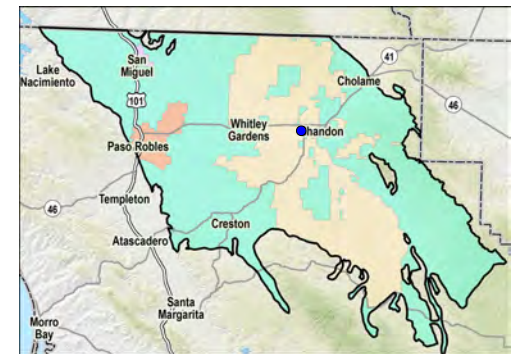 San
Miguel
Lake
Nacimiento
41
Cholame
101
46
Whitley
Gardens
handon
Paso Robles
Templeton
46
Creston
Atascadero
Santa
Margarita
Morro
Bay